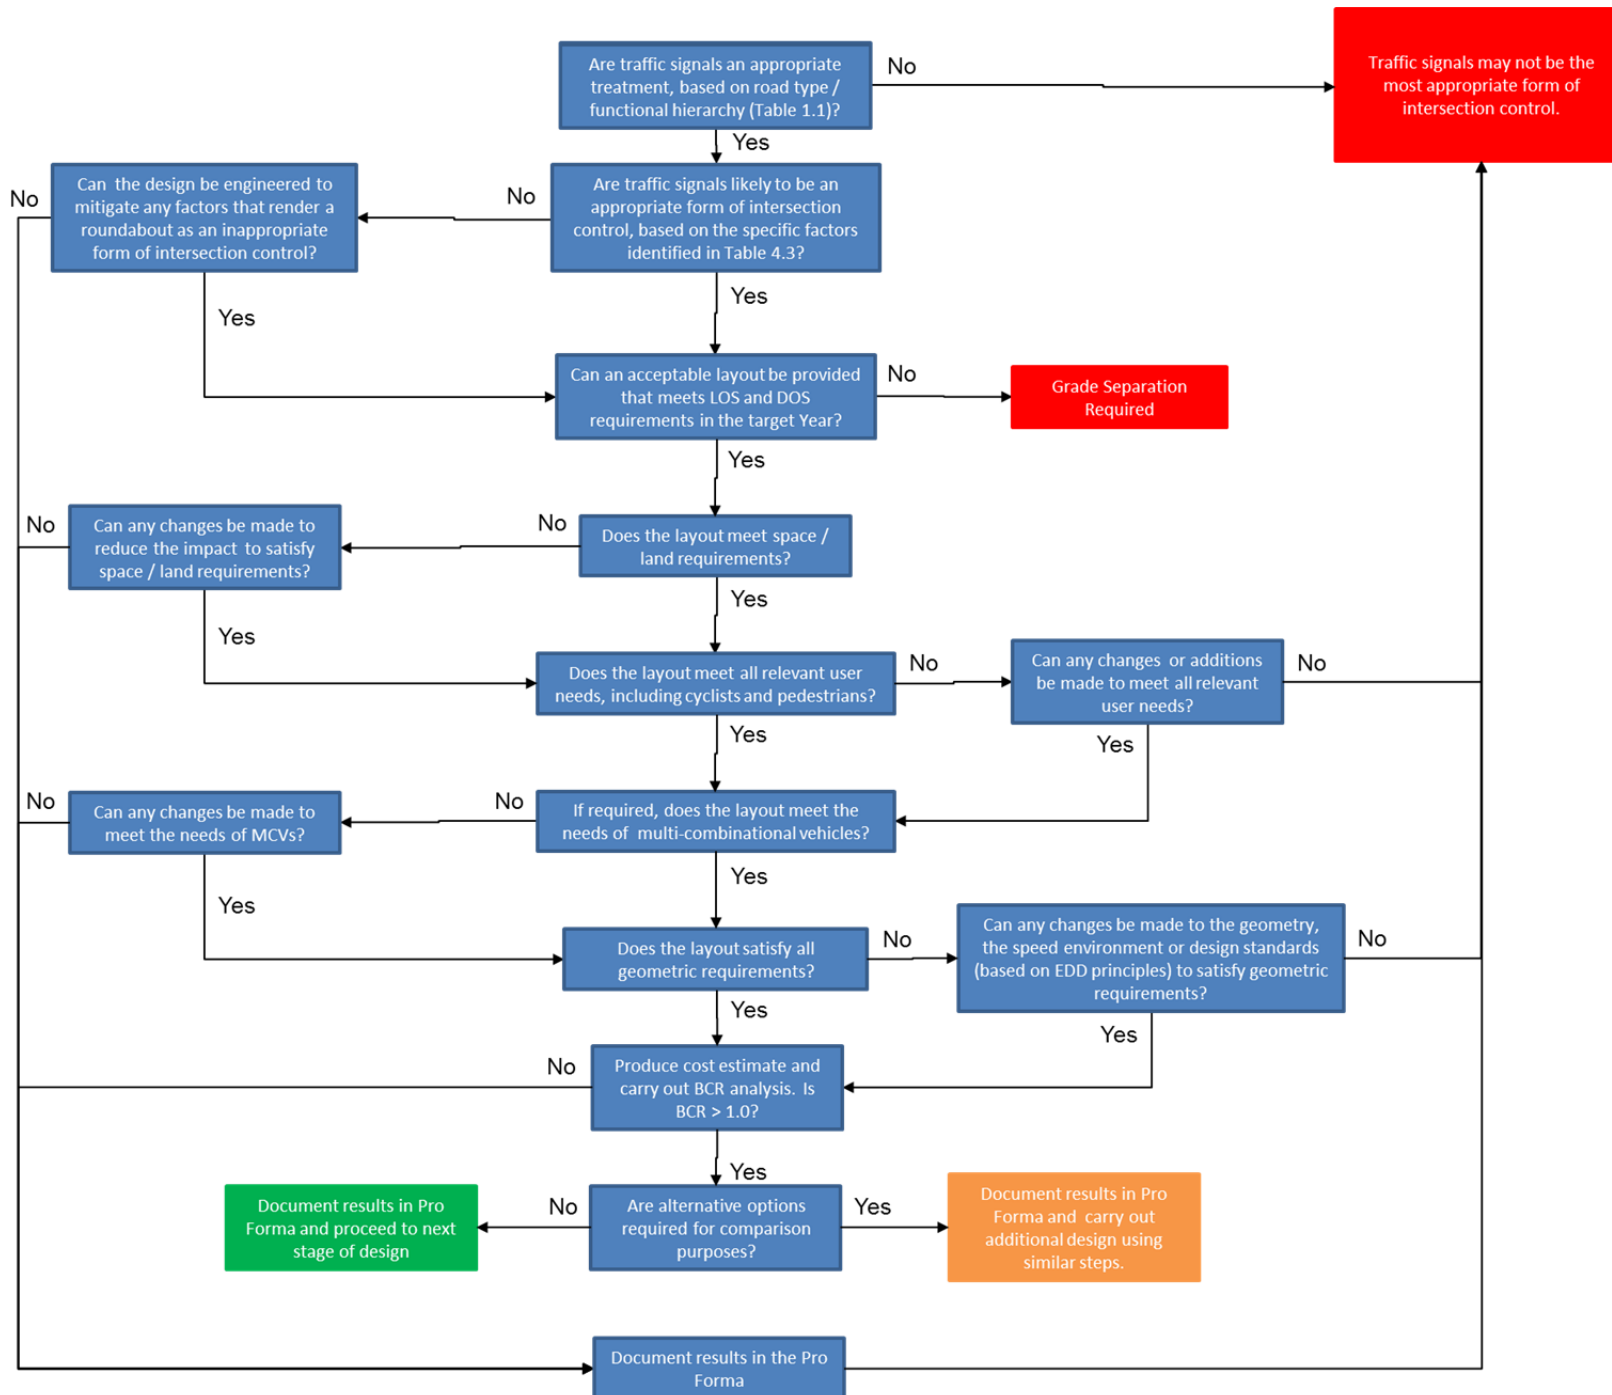 Are traffic signals an appropriate
treatment, based on road type /
functional hierarchy (Table 1.1)?
No
Traffic signals may not be the
most appropriate form of
intersection control.
Yes
No
Can the design be engineered to
mitigate any factors that render a
roundabout as an inappropriate
form of intersection control?
No
Are traffic signals likely to be an
appropriate form of intersection
control, based on the specific factors
identified in Table 4.3?
Yes
Yes
Can an acceptable layout be provided
that meets LOS and DOS
requirements in the target Year?
No
Grade Separation
Required
Yes
No
Can any changes be made to
reduce the impact to satisfy
space / land requirements?
No
Does the layout meet space /
land requirements?
Yes
Yes
Does the layout meet all relevant user
needs, including cyclists and pedestrians?
No
Can any changes or additions
be made to meet all relevant
user needs?
No
Yes
Yes
No
Can any changes be made to
meet the needs of MCVs?
No
If required, does the layout meet the
needs of multi-combinational vehicles?
Yes
Yes
Does the layout satisfy all
geometric requirements?
No
Can any changes be made to the geometry,
the speed environment or design standards
(based on EDD principles) to satisfy geometric
requirements?
No
Yes
Yes
No
Produce cost estimate and
carry out BCR analysis. Is
BCR > 1.0?
Yes
Document results in Pro
Forma and proceed to next
stage of design
No
Are alternative options
required for comparison
purposes?
Yes
Document results in Pro
Forma and carry out
additional design using
similar steps.
Document results in the Pro
Forma